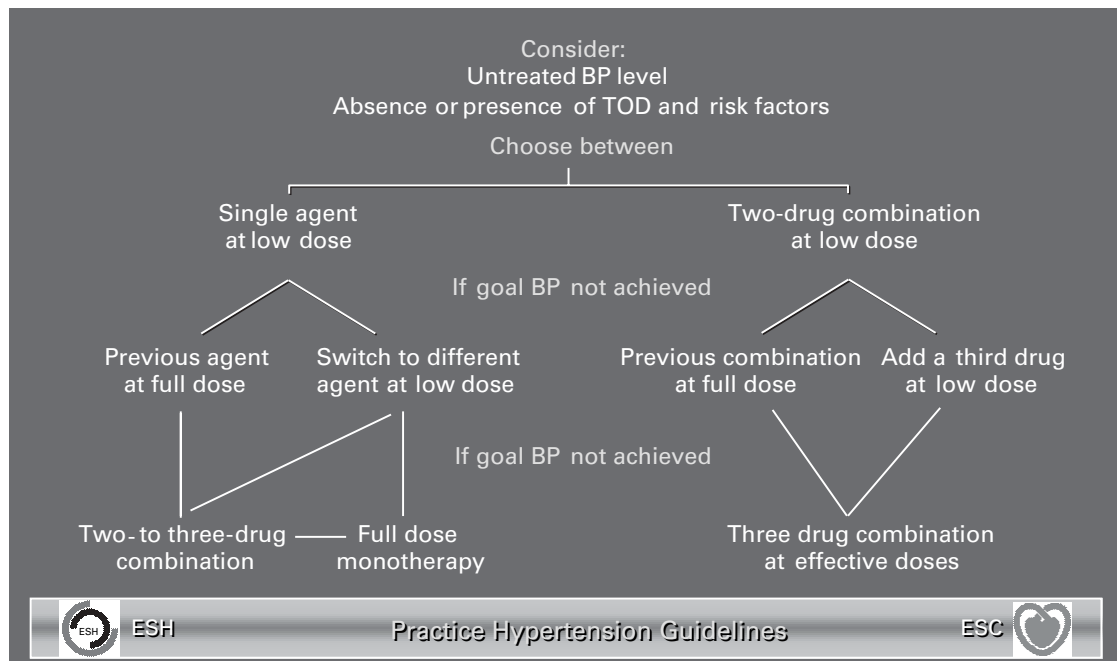 Consider:
Untreated BP level
Absence or presence of TOD and risk factors
Choose between
Single agent
at low dose
Two-drug combination
at low dose
If goal BP not achieved
Previous agent
at full dose
Switch to different
agent at low dose
Previous combination
at full dose
Add a third drug
at low dose
If goal BP not achieved
Two-to three-drug
combination
Full dose
monotherapy
Three drug combination
at effective doses
ESH
ESH
Practice Hypertension Guidelines
ESC